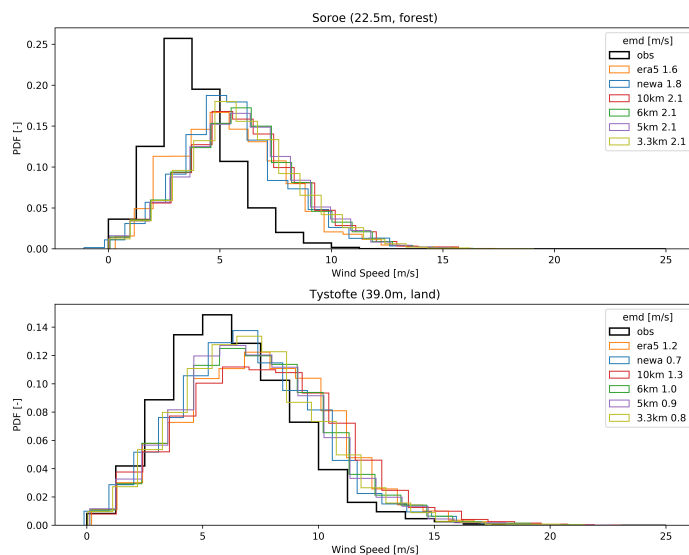 Soroe (22.5m, forest)
PDF [-]
0.25
0.20
0.15
0.10
0.05
0.00
0
5
10
15
20
25
Wind Speed [m/s]
emd [m/s]
obs
era5 1.6
newa 1.8
10km 2.1
6km 2.1
5km 2.1
3.3km 2.1
Tystofte (39.0m, land)
PDF [-]
0.14
0.12
0.10
0.08
0.06
0.04
0.02
0.00
0
5
10
15
20
25
Wind Speed [m/s]
emd [m/s]
obs
era5 1.2
newa 0.7
10km 1.3
6km 1.0
5km 0.9
3.3km 0.8